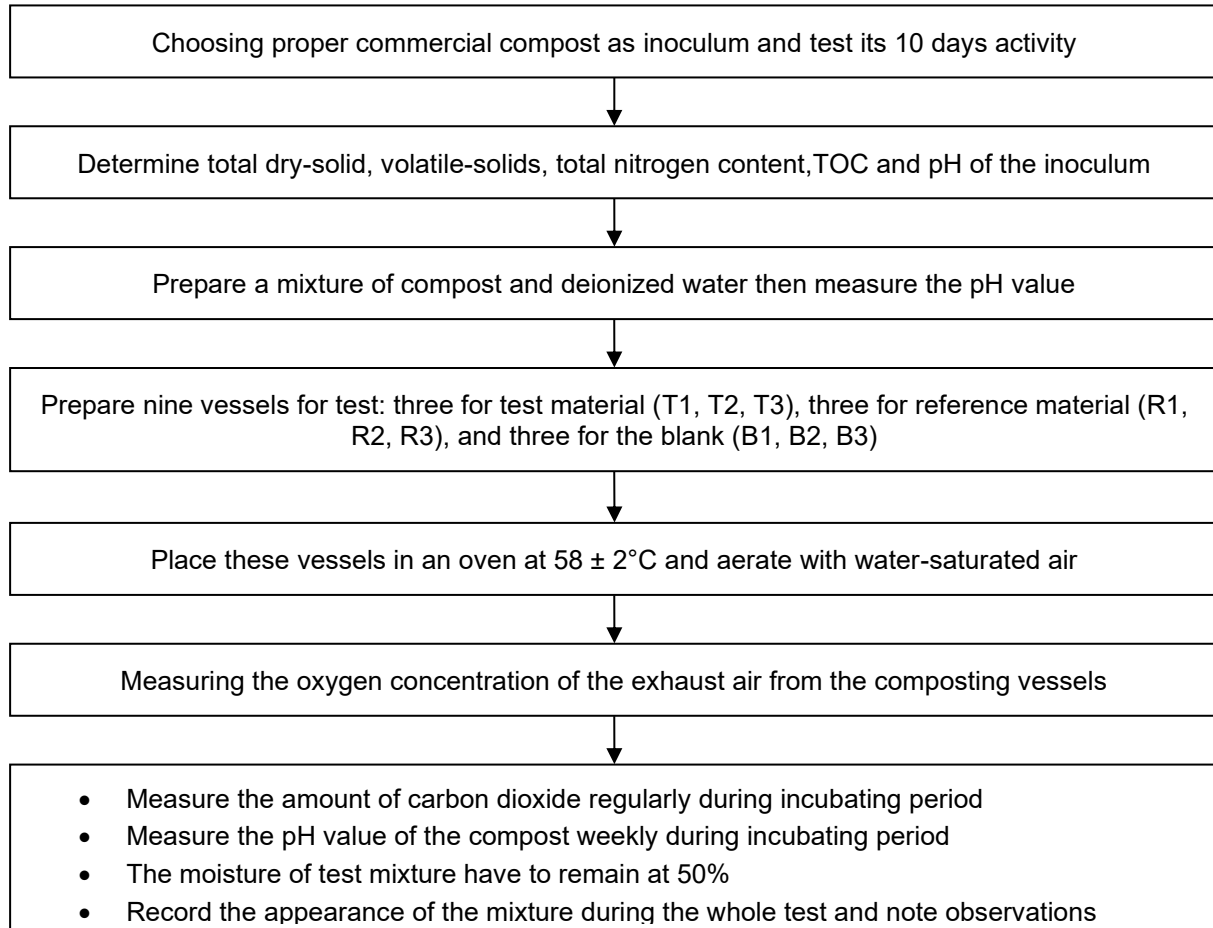 Choosing proper commercial compost as inoculum and test its 10 days activity
Determine total dry-solid, volatile-solids, total nitrogen content,TOC and pH of the inoculum
Prepare a mixture of compost and deionized water then measure the pH value
Prepare nine vessels for test: three for test material (T1, T2, T3), three for reference material (R1,
R2, R3), and three for the blank (B1, B2, B3)
Place these vessels in an oven at 58 ± 2°C and aerate with water-saturated air
Measuring the oxygen concentration of the exhaust air from the composting vessels
• Measure the amount of carbon dioxide regularly during incubating period
• Measure the pH value of the compost weekly during incubating period
• The moisture of test mixture have to remain at 50%
• Record the appearance of the mixture during the whole test and note observations